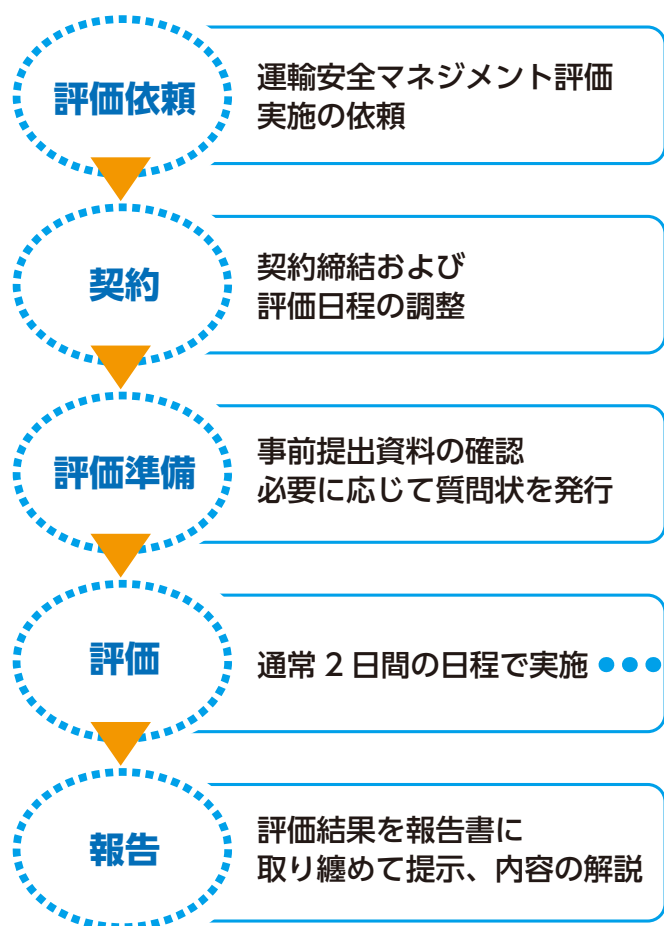 評価依頼
運輸安全マネジメント評価
実施の依頼
契約
契約締結および
評価日程の調整
評価準備
事前提出資料の確認
必要に応じて質問状を発行
評価
通常 2 日間の日程で実施
報告
評価結果を報告書に
取り纏めて提示、内容の解説